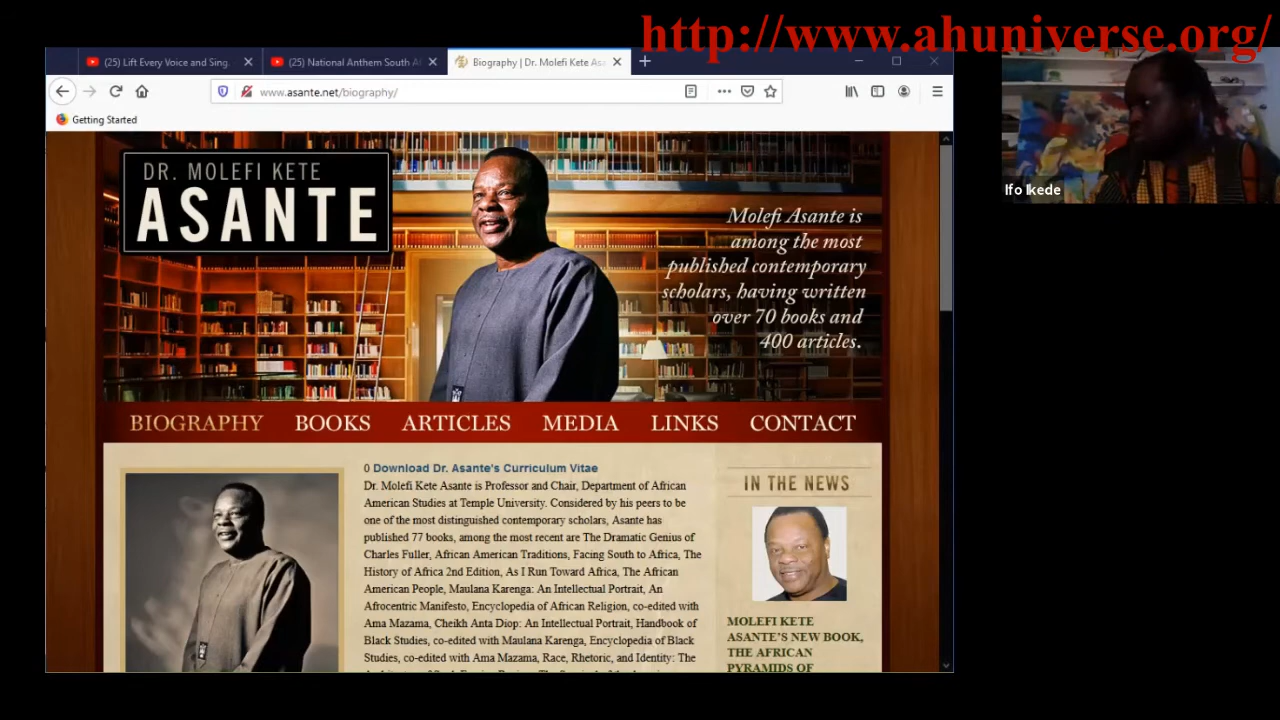 http://www.ahuniverse.org/
(25) Lift Every Voice and Sing.
(25) National Anthem South Af
Biography | Dr. Molefi Kete Asa
www.asante.net/biography/
Getting Started
Ifo Ikede
DR. MOLEFI KETE
ASANTE
Molefi Asante is
among the most
published contemporary
scholars, having written
over 70 books and
400 articles.
BIOGRAPHY BOOKS ARTICLES MEDIA LINKS CONTACT
0 Download Dr. Asante's Curriculum Vitae
Dr. Molefi Kete Asante is Professor and Chair, Department of African
American Studies at Temple University. Considered by his peers to be
one of the most distinguished contemporary scholars, Asante has
published 77 books, among the most recent are The Dramatic Genius of
Charles Fuller, African American Traditions, Facing South to Africa, The
History of Africa 2nd Edition, As I Run Toward Africa, The African
American People, Maulana Karenga: An Intellectual Portrait, An
Afrocentric Manifesto, Encyclopedia of African Religion, co-edited with
Ama Mazama, Cheikh Anta Diop: An Intellectual Portrait, Handbook of
Black Studies, co-edited with Maulana Karenga, Encyclopedia of Black
Studies, co-edited with Ama Mazama, Race, Rhetoric, and Identity: The
IN THE NEWS
MOLEFI KETE
ASANTE'S NEW BOOK,
THE AFRICAN
PYRAMIDS OF